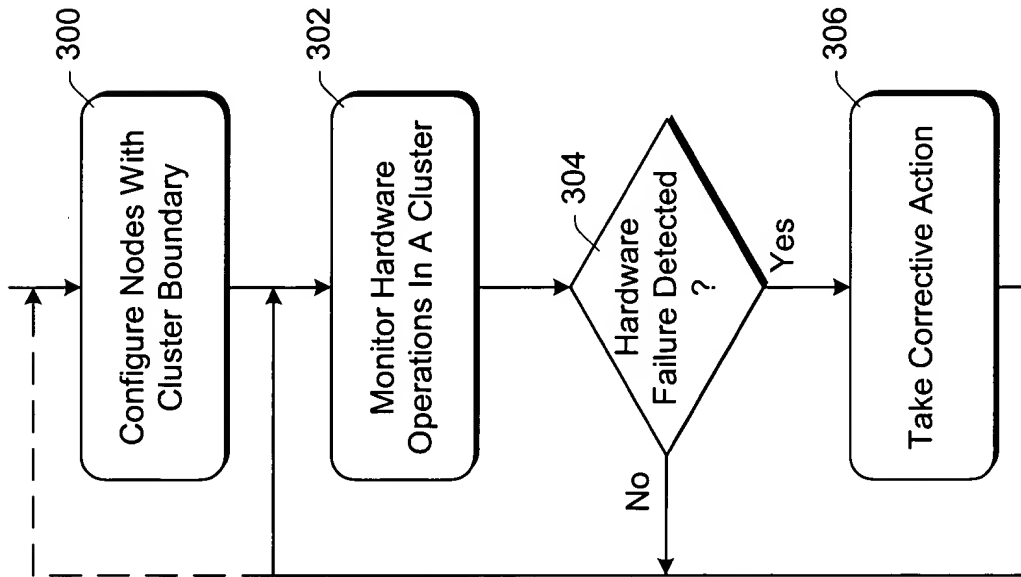 300
Configure Nodes With
Cluster Boundary
302
Monitor Hardware
Operations In A Cluster
304
Hardware
Failure Detected
?
No
Yes
306
Take Corrective Action